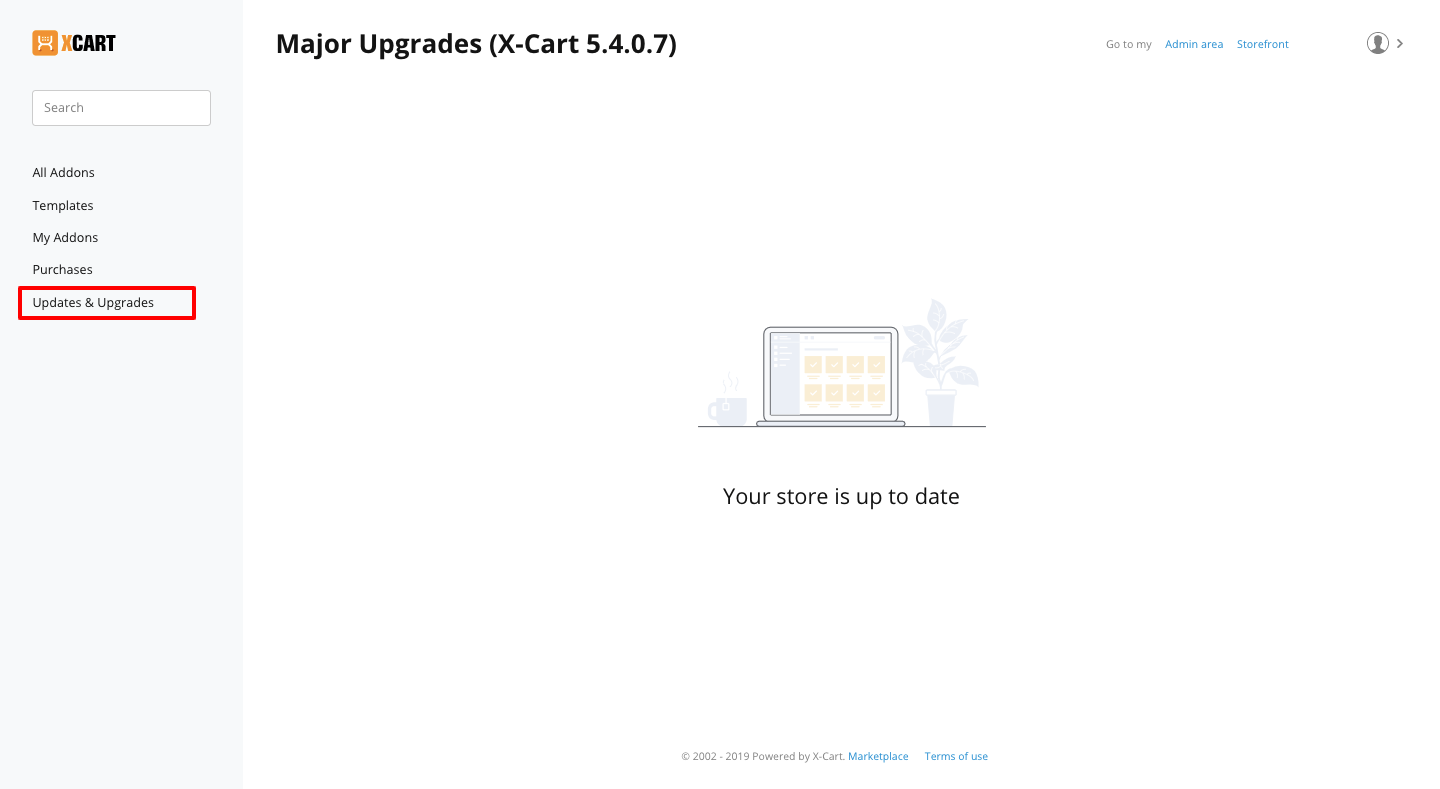 XCART
Major Upgrades (X-Cart 5.4.0.7)
Go to my Admin area Storefront
Search
All Addons
Templates
My Addons
Purchases
Updates & Upgrades
Your store is up to date
© 2002 - 2019 Powered by X-Cart. Marketplace Terms of use